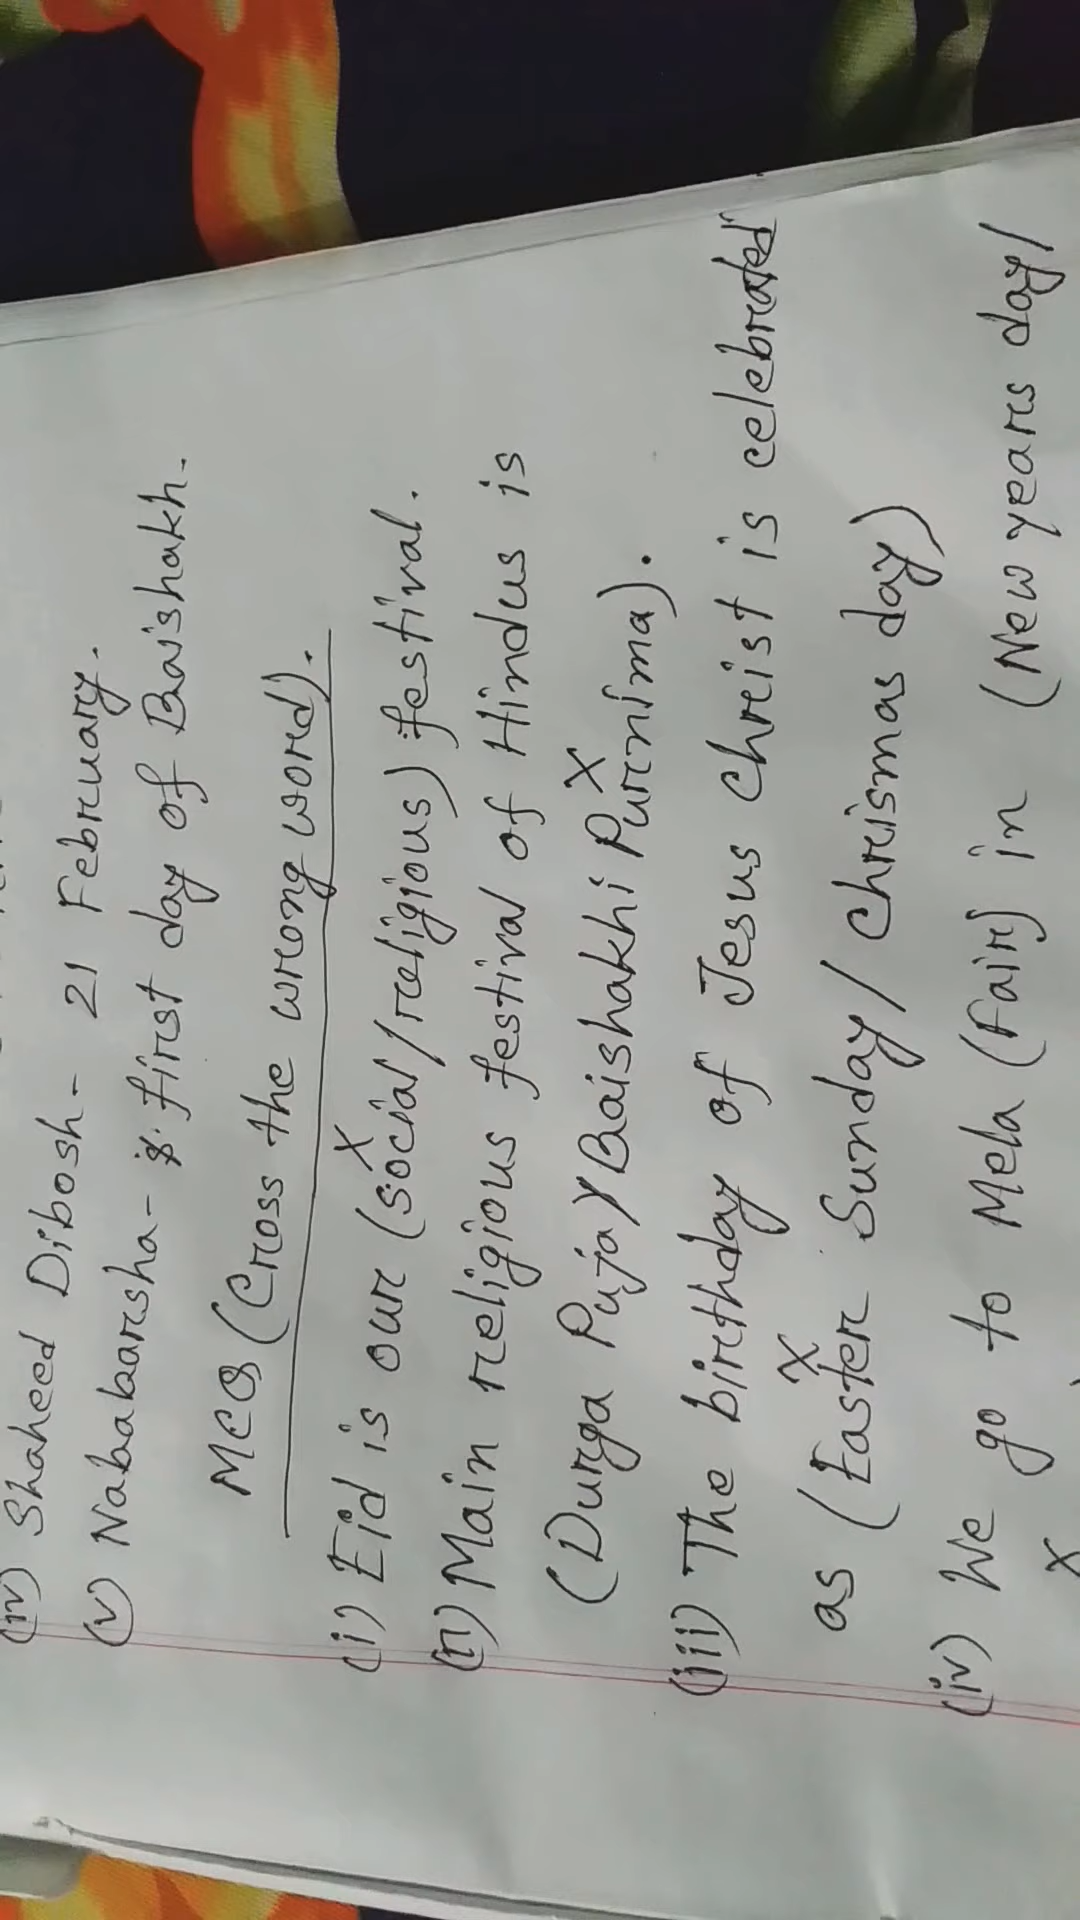 (iv) Shaheed Dibosh - 21 February.
(v) Nababarsha - first day of Baishakh.
MCQ (Cross the wrong word).
(i) Eid is our (social/religious) festival.
X
(ii) Main religious festival of Hindus is
(Durga Puja/Baishakhi Purnima).
X
(iii) The birthday of Jesus Christ is celebrated
as (Easter Sunday/Chrismas day)
X
(iv) We go to Mela (Fair) in (New years day/
X